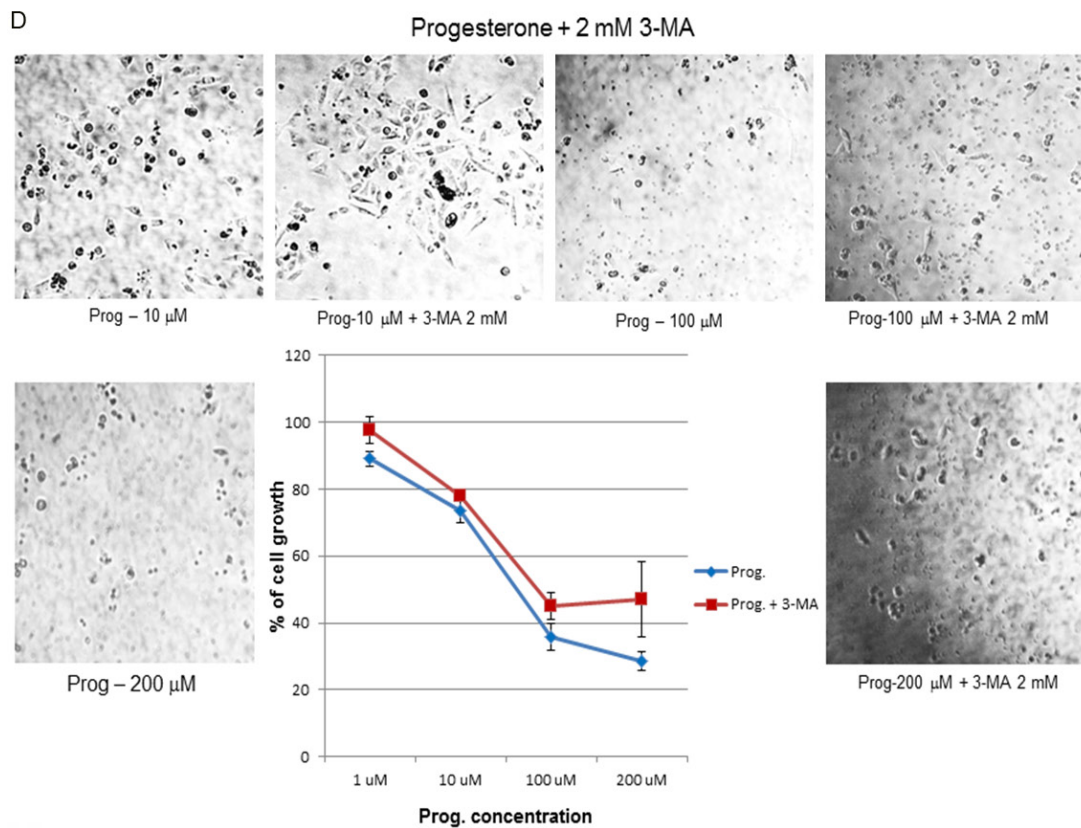 D
Progesterone + 2 mM 3-MA
Prog – 10 μM
Prog-10 μM + 3-MA 2 mM
Prog – 100 μM
Prog-100 μM + 3-MA 2 mM
120
100
80
60
40
20
0
% of cell growth
1 uM
10 uM
100 uM
200 uM
Prog. concentration
Prog.
Prog. + 3-MA
Prog – 200 μM
Prog-200 μM + 3-MA 2 mM